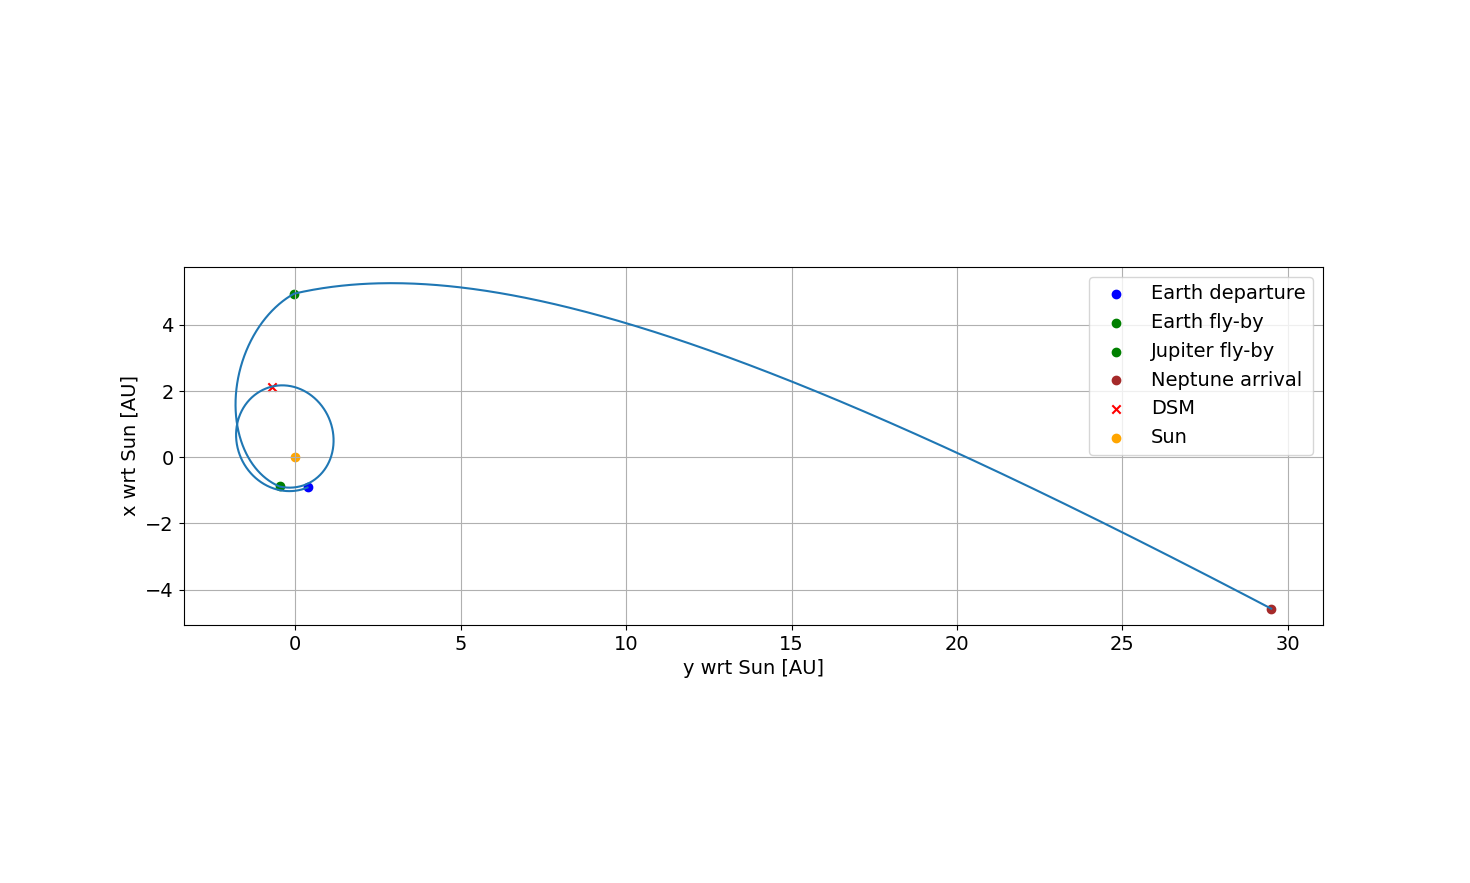 Earth departure
Earth fly-by
Jupiter fly-by
Neptune arrival
DSM
Sun
x wrt Sun [AU]
4
2
0
−2
−4
0 5 10 15 20 25 30
y wrt Sun [AU]